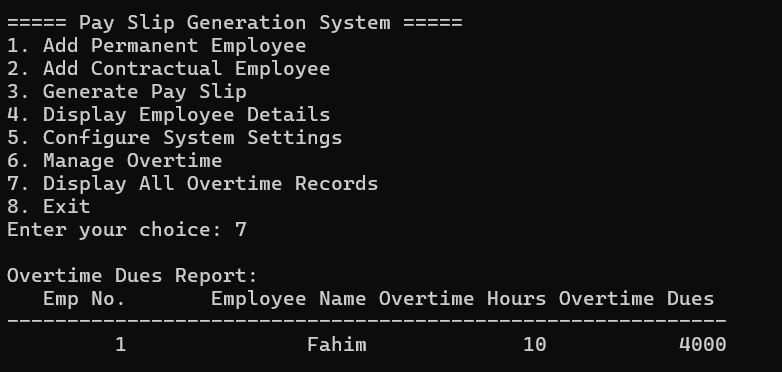 ===== Pay Slip Generation System =====
1. Add Permanent Employee
2. Add Contractual Employee
3. Generate Pay Slip
4. Display Employee Details
5. Configure System Settings
6. Manage Overtime
7. Display All Overtime Records
8. Exit
Enter your choice: 7

Overtime Dues Report:
   Emp No.       Employee Name Overtime Hours Overtime Dues
------------------------------------------------------------
         1               Fahim             10           4000